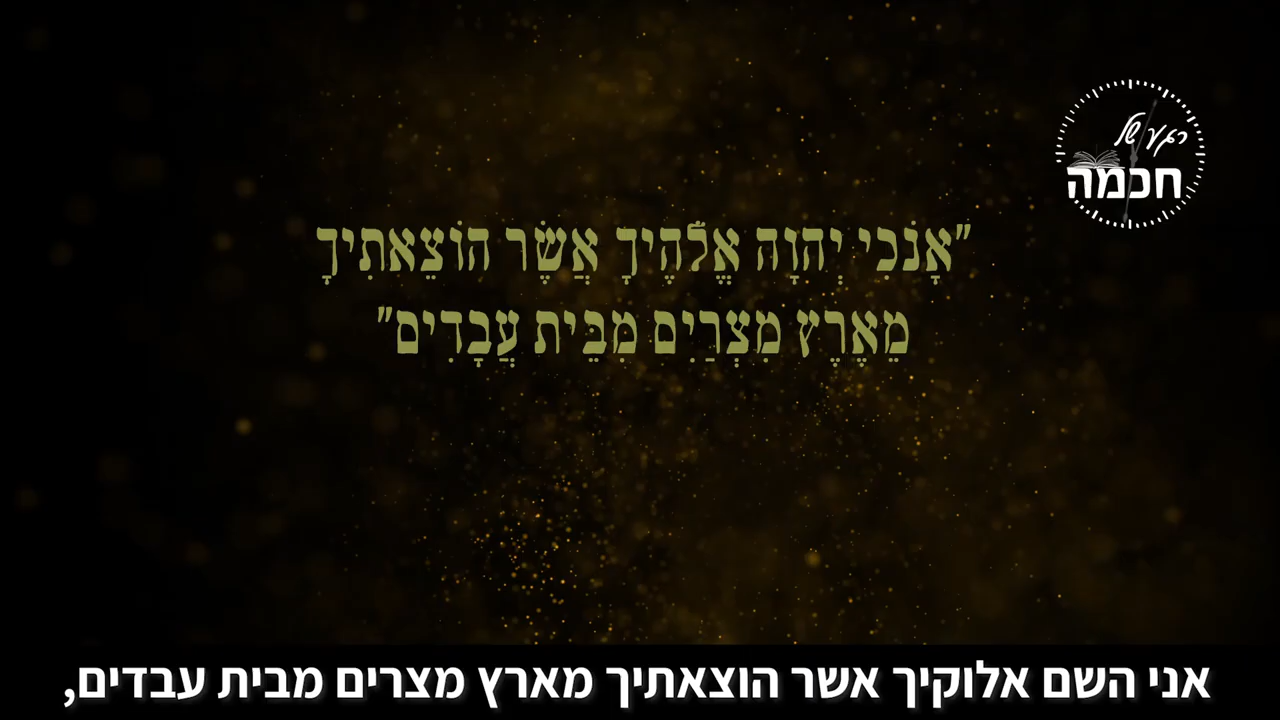 רגע של
חכמה
"אָנֹכִי יְהוָה אֱלֹהֶיךָ אֲשֶׁר הוֹצֵאתִיךָ
מֵאֶרֶץ מִצְרַיִם מִבֵּית עֲבָדִים"
אני השם אלוקיך אשר הוצאתיך מארץ מצרים מבית עבדים,